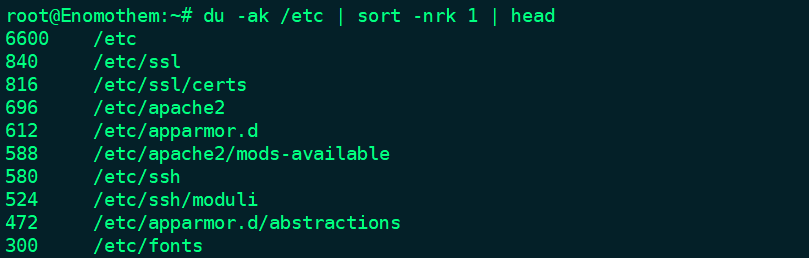 root@Enomothem:~# du -ak /etc | sort -nrk 1 | head
6600    /etc
840     /etc/ssl
816     /etc/ssl/certs
696     /etc/apache2
612     /etc/apparmor.d
588     /etc/apache2/mods-available
580     /etc/ssh
524     /etc/ssh/moduli
472     /etc/apparmor.d/abstractions
300     /etc/fonts